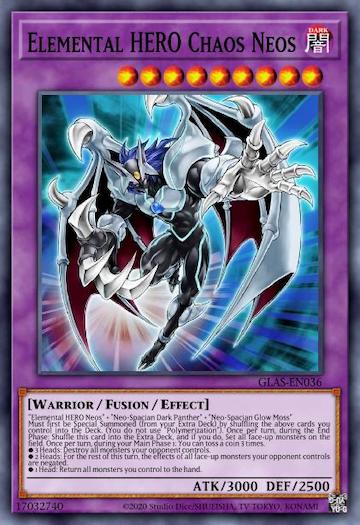 ELEMENTAL HERO CHAOS NEOS
DARK
闇
GLAS-EN036
[WARRIOR / FUSION / EFFECT]
"Elemental HERO Neos" + "Neo-Spacian Dark Panther" + "Neo-Spacian Glow Moss"
Must first be Special Summoned (from your Extra Deck) by shuffling the above cards you
control into the Deck. (You do not use "Polymerization"). Once per turn, during the End
Phase: Shuffle this card into the Extra Deck, and if you do, Set all face-up monsters on the
field. Once per turn, during your Main Phase 1: You can toss a coin 3 times.
●3 Heads: Destroy all monsters your opponent controls.
●2 Heads: For the rest of this turn, the effects of all face-up monsters your opponent controls
are negated.
●1 Head: Return all monsters you control to the hand.
ATK/3000 DEF/2500
17032740
©2020 Studio Dice/SHUEISHA, TV TOKYO, KONAMI